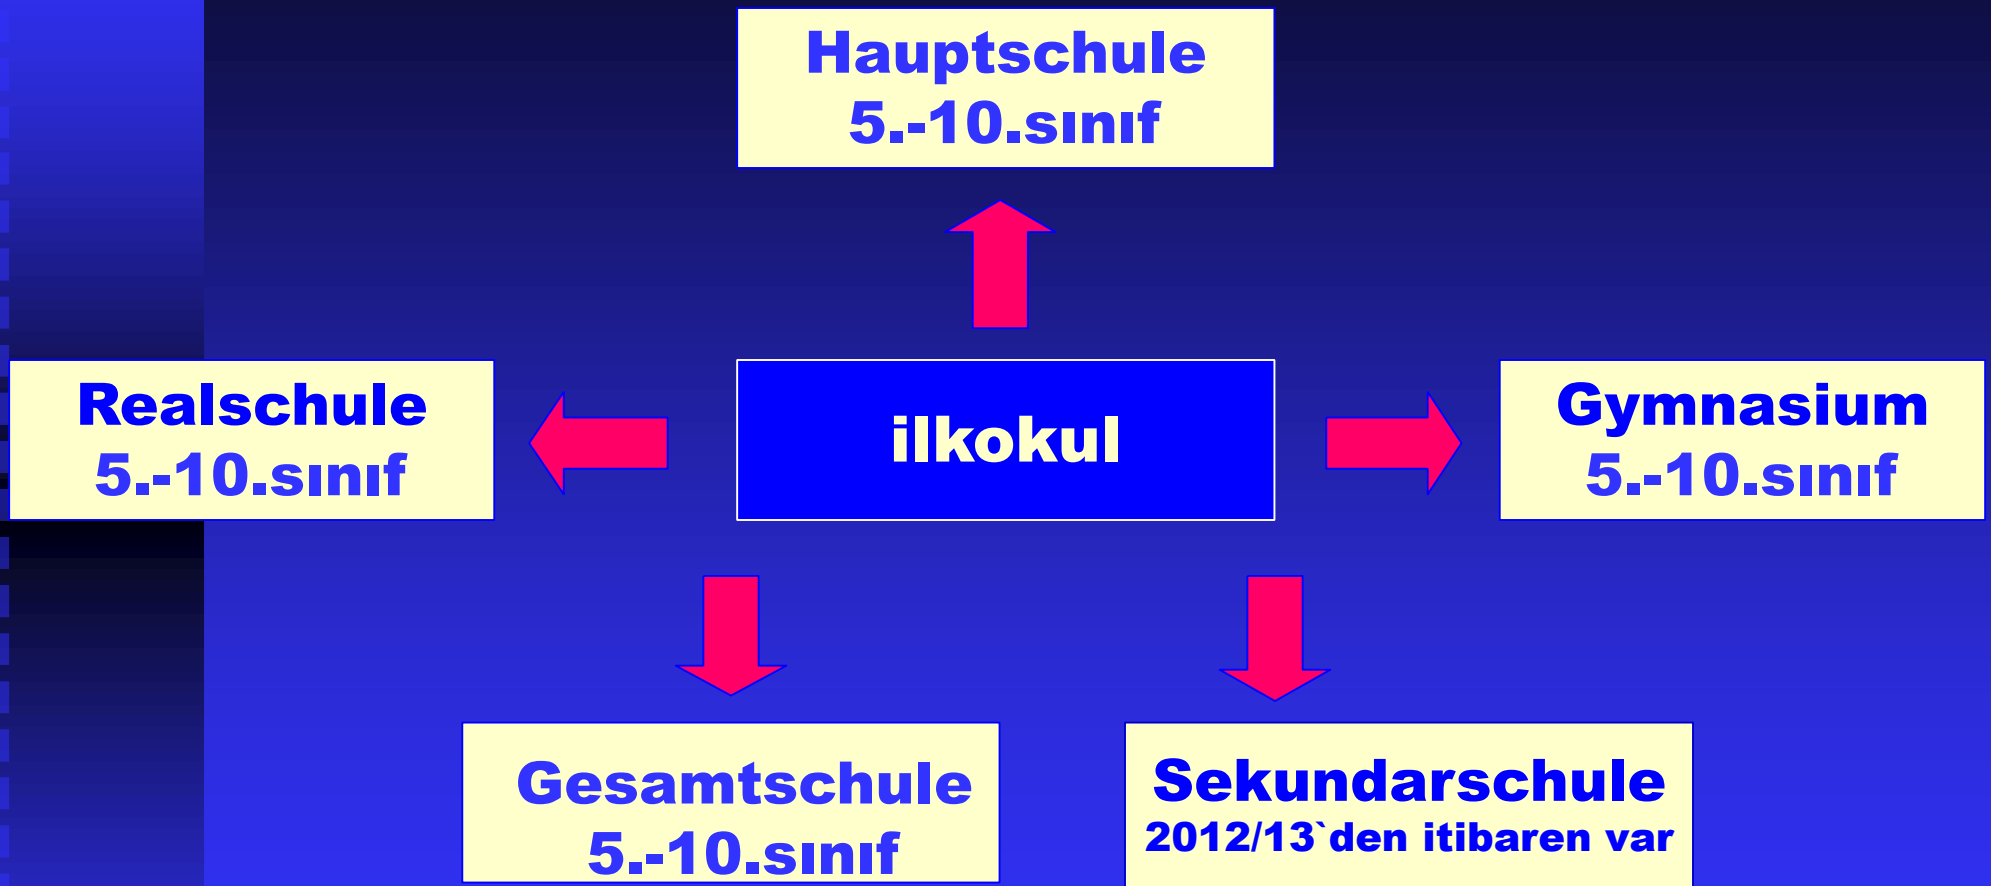 Hauptschule
5.-10.sınıf
Realschule
5.-10.sınıf
ilkokul
Gymnasium
5.-10.sınıf
Gesamtschule
5.-10.sınıf
Sekundarschule
2012/13`den itibaren var